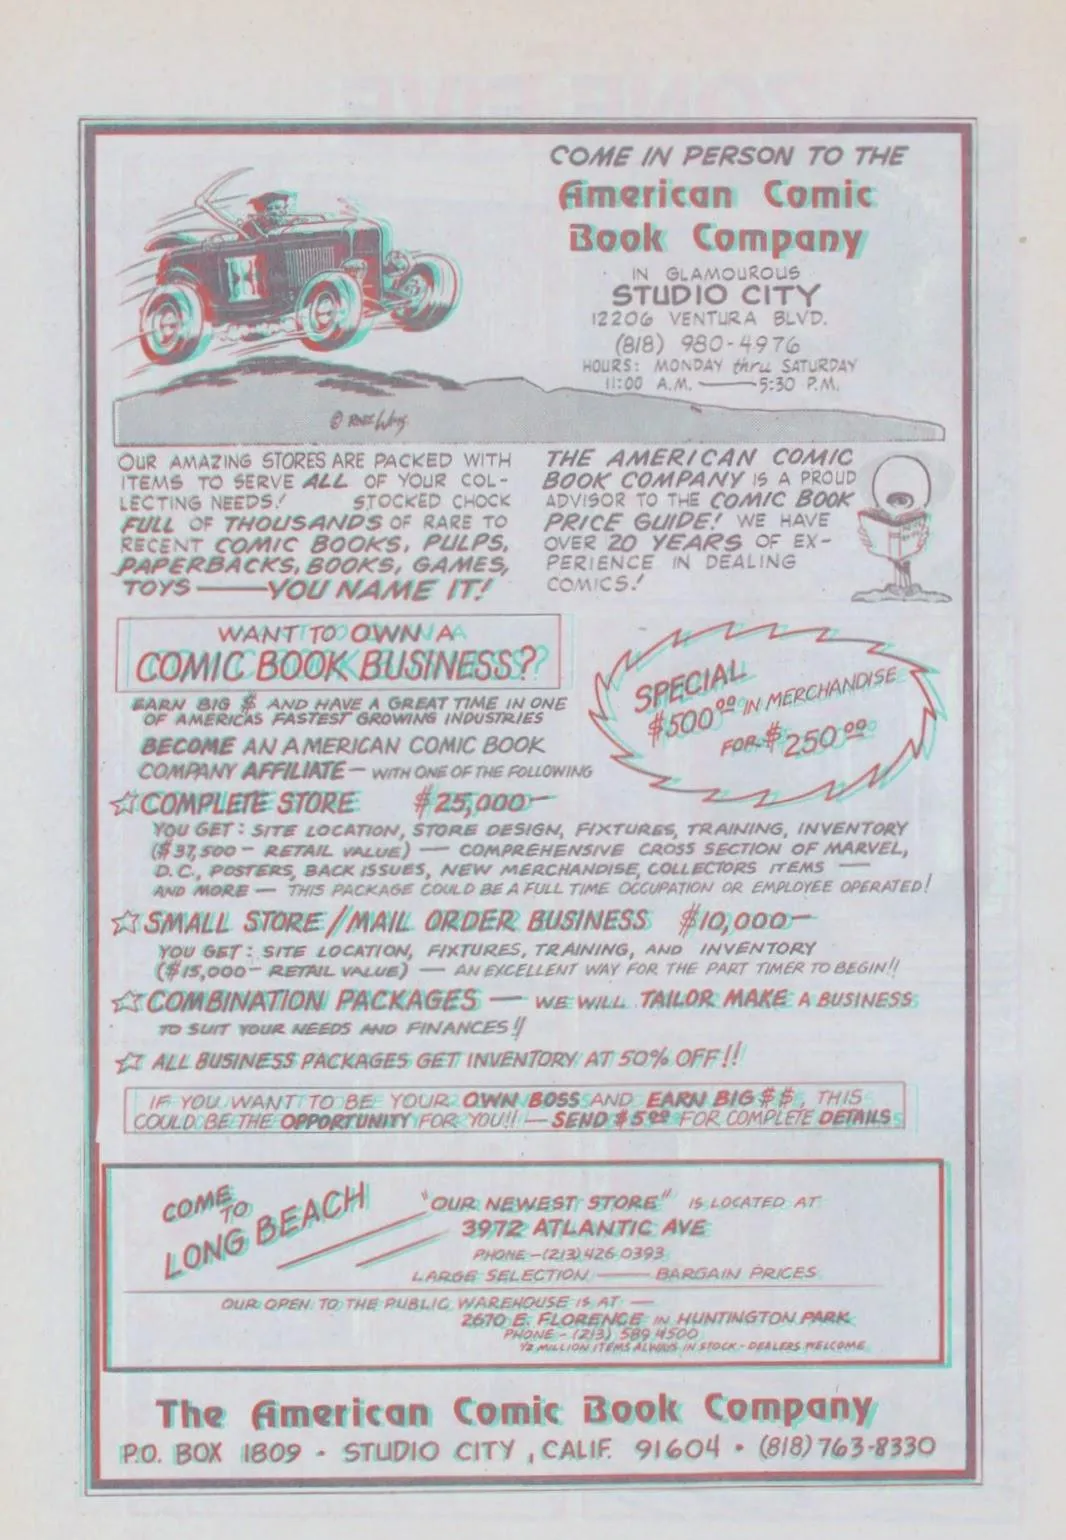 COME IN PERSON TO THE
American Comic
Book Company
IN GLAMOUROUS
STUDIO CITY
12206 VENTURA BLVD.
(818) 980-4976
HOURS: MONDAY thru SATURDAY
11:00 A.M. — 5:30 P.M.
©
OUR AMAZING STORES ARE PACKED WITH
ITEMS TO SERVE ALL OF YOUR COL-
LECTING NEEDS! STOCKED CHOCK
FULL OF THOUSANDS OF RARE TO
RECENT COMIC BOOKS, PULPS,
PAPERBACKS, BOOKS, GAMES,
TOYS — YOU NAME IT!
THE AMERICAN COMIC
BOOK COMPANY IS A PROUD
ADVISOR TO THE COMIC BOOK
PRICE GUIDE! WE HAVE
OVER 20 YEARS OF EX-
PERIENCE IN DEALING
COMICS!
WANT TO OWN A
COMIC BOOK BUSINESS?
EARN BIG $ AND HAVE A GREAT TIME IN ONE
OF AMERICAS FASTEST GROWING INDUSTRIES
BECOME AN AMERICAN COMIC BOOK
COMPANY AFFILIATE — WITH ONE OF THE FOLLOWING
SPECIAL
$500.00 IN MERCHANDISE
FOR $250.00
☆ COMPLETE STORE $25,000—
YOU GET: SITE LOCATION, STORE DESIGN, FIXTURES, TRAINING, INVENTORY
($37,500 — RETAIL VALUE) — COMPREHENSIVE CROSS SECTION OF MARVEL,
D.C., POSTERS, BACK ISSUES, NEW MERCHANDISE, COLLECTORS ITEMS —
AND MORE — THIS PACKAGE COULD BE A FULL TIME OCCUPATION OR EMPLOYEE OPERATED!
☆ SMALL STORE / MAIL ORDER BUSINESS $10,000—
YOU GET: SITE LOCATION, FIXTURES, TRAINING, AND INVENTORY
($15,000 — RETAIL VALUE) — AN EXCELLENT WAY FOR THE PART TIMER TO BEGIN!!
☆ COMBINATION PACKAGES — WE WILL TAILOR MAKE A BUSINESS
TO SUIT YOUR NEEDS AND FINANCES!!
☆ ALL BUSINESS PACKAGES GET INVENTORY AT 50% OFF!!
IF YOU WANT TO BE YOUR OWN BOSS AND EARN BIG $$, THIS
COULD BE THE OPPORTUNITY FOR YOU!! — SEND $5.00 FOR COMPLETE DETAILS
COME
TO
LONG BEACH
"OUR NEWEST STORE" IS LOCATED AT
3972 ATLANTIC AVE
PHONE — (213) 426-0393
LARGE SELECTION — BARGAIN PRICES
OUR OPEN TO THE PUBLIC WAREHOUSE IS AT —
2670 E. FLORENCE IN HUNTINGTON PARK
PHONE — (213) 589 4500
1/2 MILLION ITEMS ALWAYS IN STOCK - DEALERS WELCOME
The American Comic Book Company
P.O. BOX 1809 • STUDIO CITY, CALIF. 91604 • (818) 763-8330